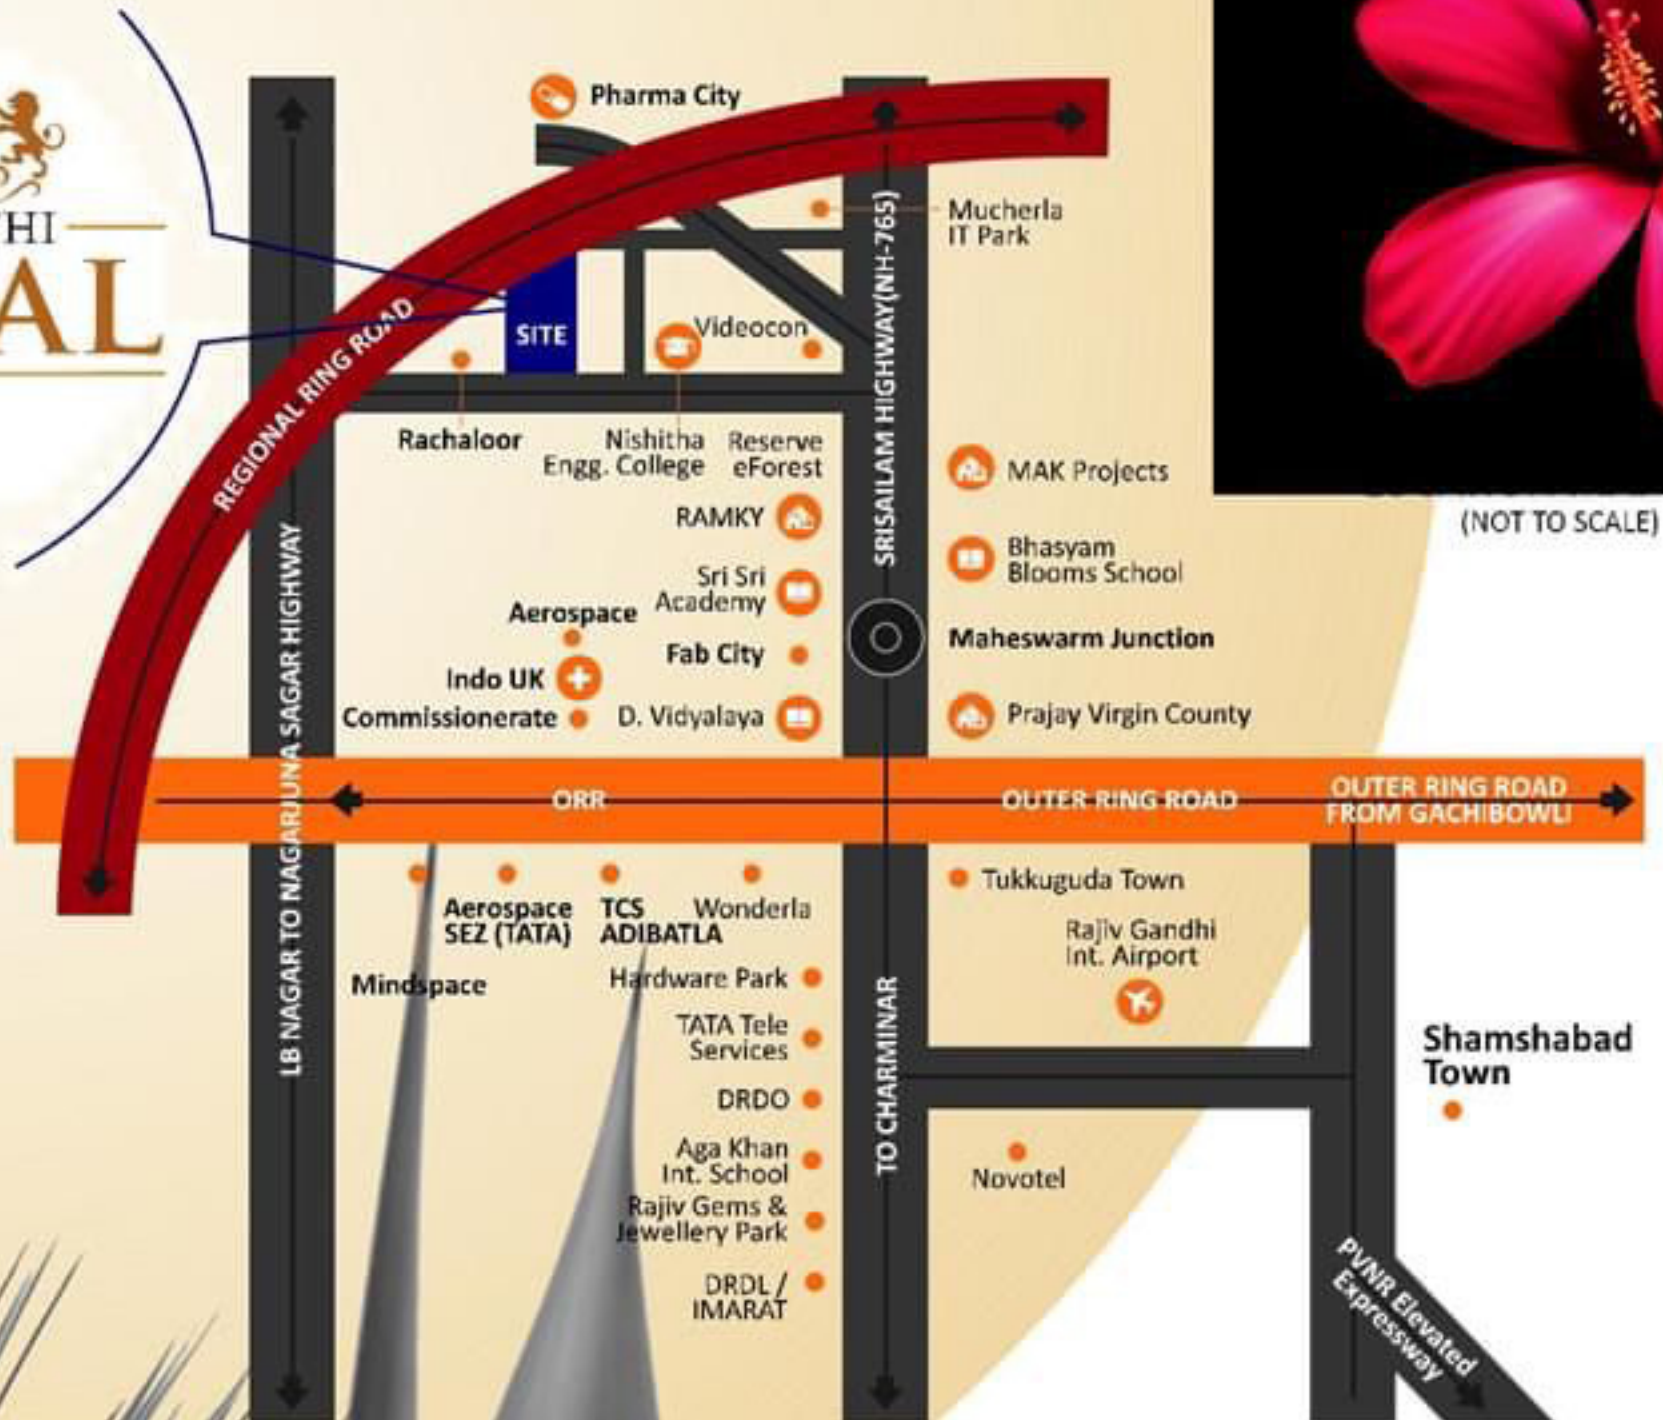 Pharma City
HI
AL
Mucherla
IT Park
SRISAILAM HIGHWAY(NH-765)
REGIONAL RING ROAD
SITE
Videocon
Rachaloor
Nishitha
Engg. College
Reserve
eForest
MAK Projects
RAMKY
(NOT TO SCALE)
Bhasyam
Blooms School
Sri Sri
Academy
Aerospace
Fab City
Maheswarm Junction
Indo UK
Commissionerate
D. Vidyalaya
Prajay Virgin County
LB NAGAR TO NAGARJUNA SAGAR HIGHWAY
ORR
OUTER RING ROAD
OUTER RING ROAD
FROM GACHIBOWLI
Tukkuguda Town
Aerospace
SEZ (TATA)
TCS
ADIBATLA
Wonderla
Rajiv Gandhi
Int. Airport
Mindspace
Hardware Park
TATA Tele
Services
TO CHARMINAR
Shamshabad
Town
DRDO
Aga Khan
Int. School
Novotel
Rajiv Gems &
Jewellery Park
DRDL /
IMARAT
PVNR Elevated
Expressway